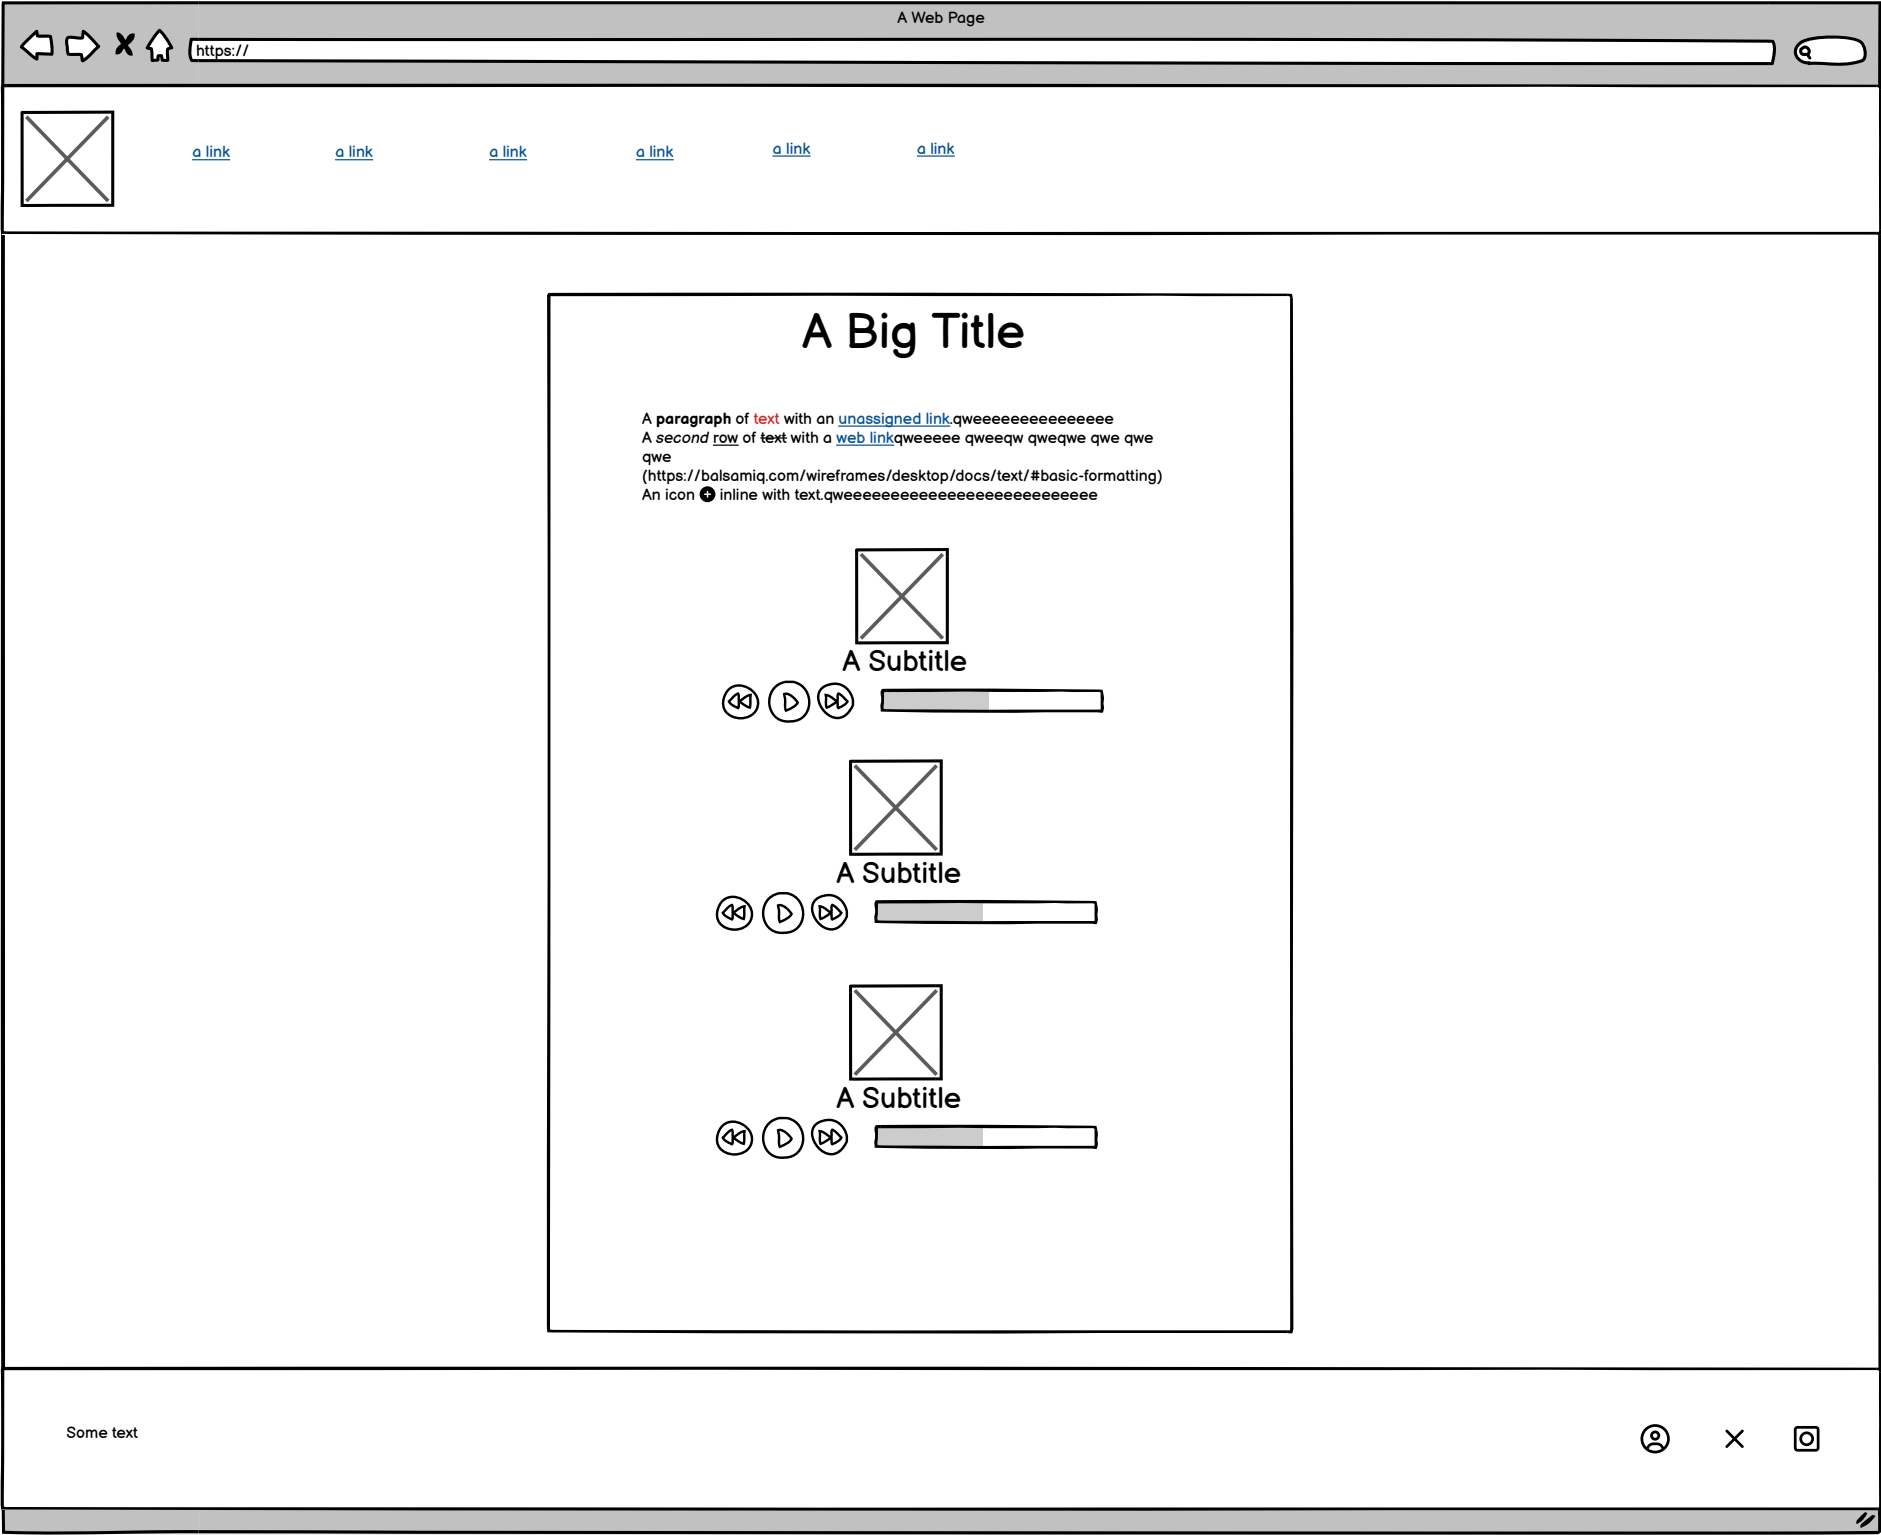 A Web Page
https://
a link a link a link a link a link a link
A Big Title
A paragraph of text with an unassigned link.qweeeeeeeeeeeeeee
A second row of text with a web linkqweeeee qweeqw qweqwe qwe qwe
qwe
(https://balsamiq.com/wireframes/desktop/docs/text/#basic-formatting)
An icon inline with text.qweeeeeeeeeeeeeeeeeeeeeeeeeee
A Subtitle
A Subtitle
A Subtitle
Some text